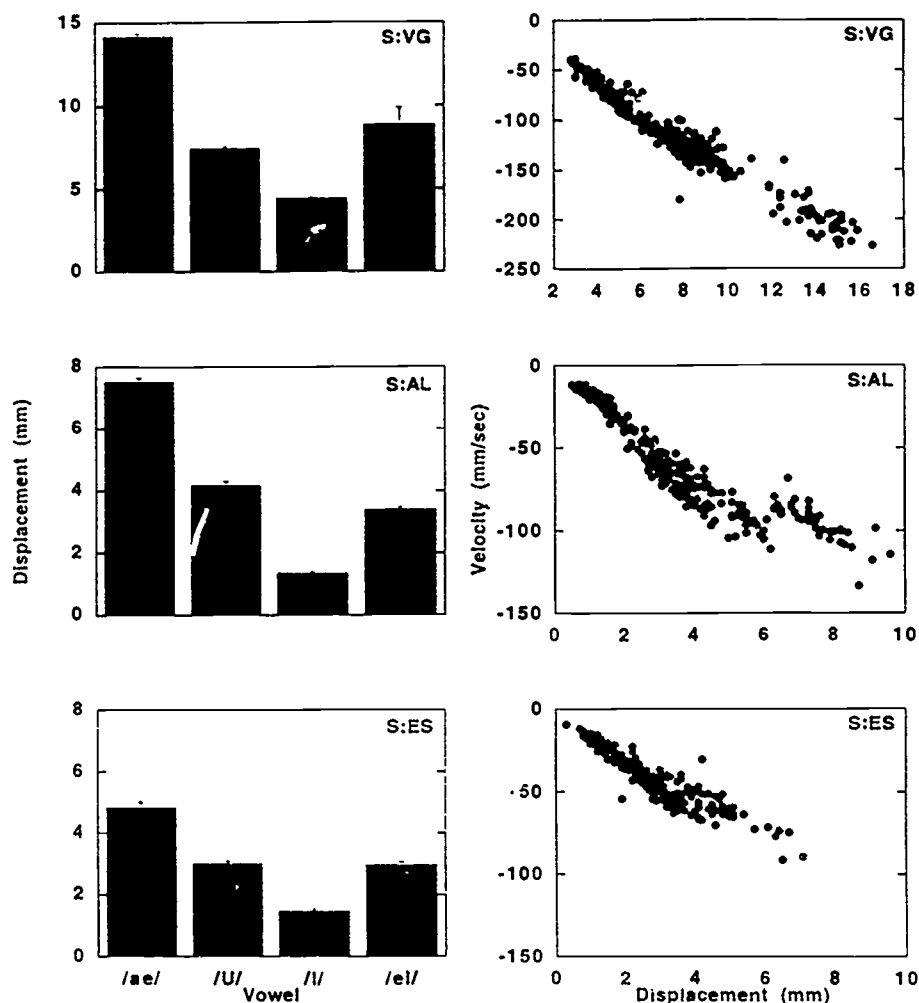 15
10
5
0
S:VG
0
-50
-100
-150
-200
-250
S:VG
2 4 6 8 10 12 14 16 18
Displacement (mm)
8
6
4
2
0
S:AL
Velocity (mm/sec)
0
-50
-100
-150
S:AL
0 2 4 6 8 10
8
6
4
2
0
S:ES
/ae/ /U/ /I/ /eI/
Vowel
0
-50
-100
-150
S:ES
0 2 4 6 8 10
Displacement (mm)